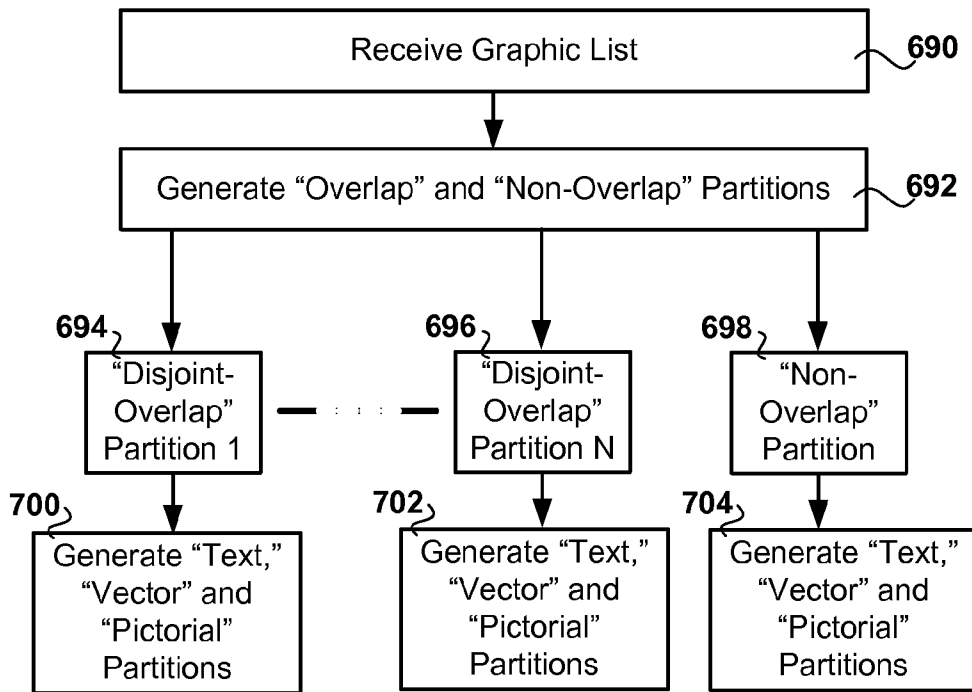 Receive Graphic List
690
Generate “Overlap” and “Non-Overlap” Partitions
692
694
“Disjoint-
Overlap”
Partition 1
696
“Disjoint-
Overlap”
Partition N
698
“Non-
Overlap”
Partition
700
Generate “Text,”
“Vector” and
“Pictorial”
Partitions
702
Generate “Text,”
“Vector” and
“Pictorial”
Partitions
704
Generate “Text,”
“Vector” and
“Pictorial”
Partitions